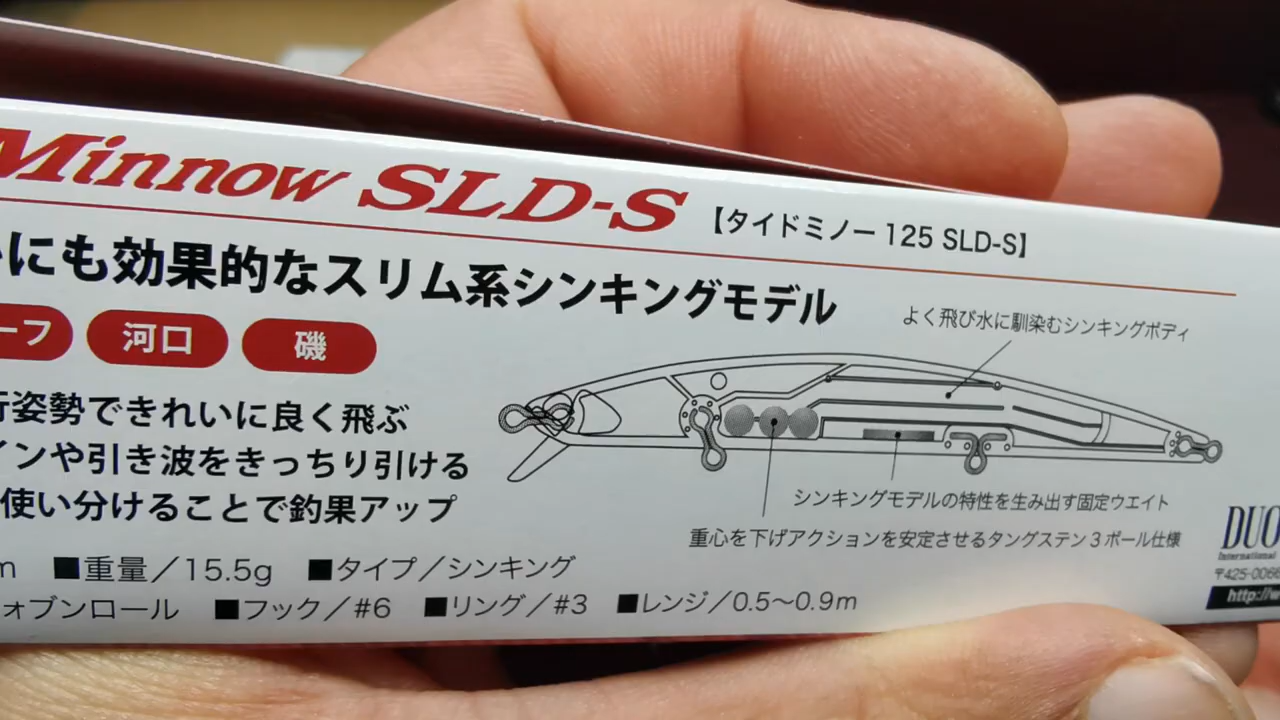 Minnow SLD-S 【タイドミノー 125 SLD-S】
にも効果的なスリム系シンキングモデル
ーフ 河口 磯
よく飛び水に馴染むシンキングボディ
姿勢できれいに良く飛ぶ
インや引き波をきっちり引ける
使い分けることで釣果アップ
シンキングモデルの特性を生み出す固定ウエイト
重心を下げアクションを安定させるタングステン3ボール仕様
m ■重量/15.5g ■タイプ/シンキング
ォブンロール ■フック/#6 ■リング/#3 ■レンジ/0.5〜0.9m
DUO
International
〒425-0066
http://w